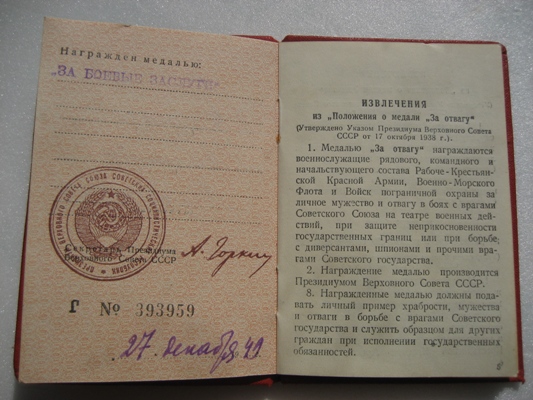 Награжден медалью:
„ЗА БОЕВЫЕ ЗАСЛУГИ"
Секретарь Президиума
Верховного Совета СССР
А. Горкин
Г № 393959
27. декабря 49
ИЗВЛЕЧЕНИЯ
из „Положения о медали „За отвагу"
(Утверждено Указом Президиума Верховного Совета
СССР от 17 октября 1938 г.).
1. Медалью „За отвагу" награждаются
военнослужащие рядового, командного и
начальствующего состава Рабоче-Крестьян-
ской Красной Армии, Военно-Морского
Флота и Войск пограничной охраны за
личное мужество и отвагу в боях с врагами
Советского Союза на театре военных дей-
ствий, при защите неприкосновенности
государственных границ или при борьбе
с диверсантами, шпионами и прочими вра-
гами Советского государства.
2. Награждение медалью производится
Президиумом Верховного Совета СССР.
8. Награжденные медалью должны пода-
вать личный пример храбрости, мужества
и отваги в борьбе с врагами Советского
государства и служить образцом для других
граждан при исполнении государственных
обязанностей.